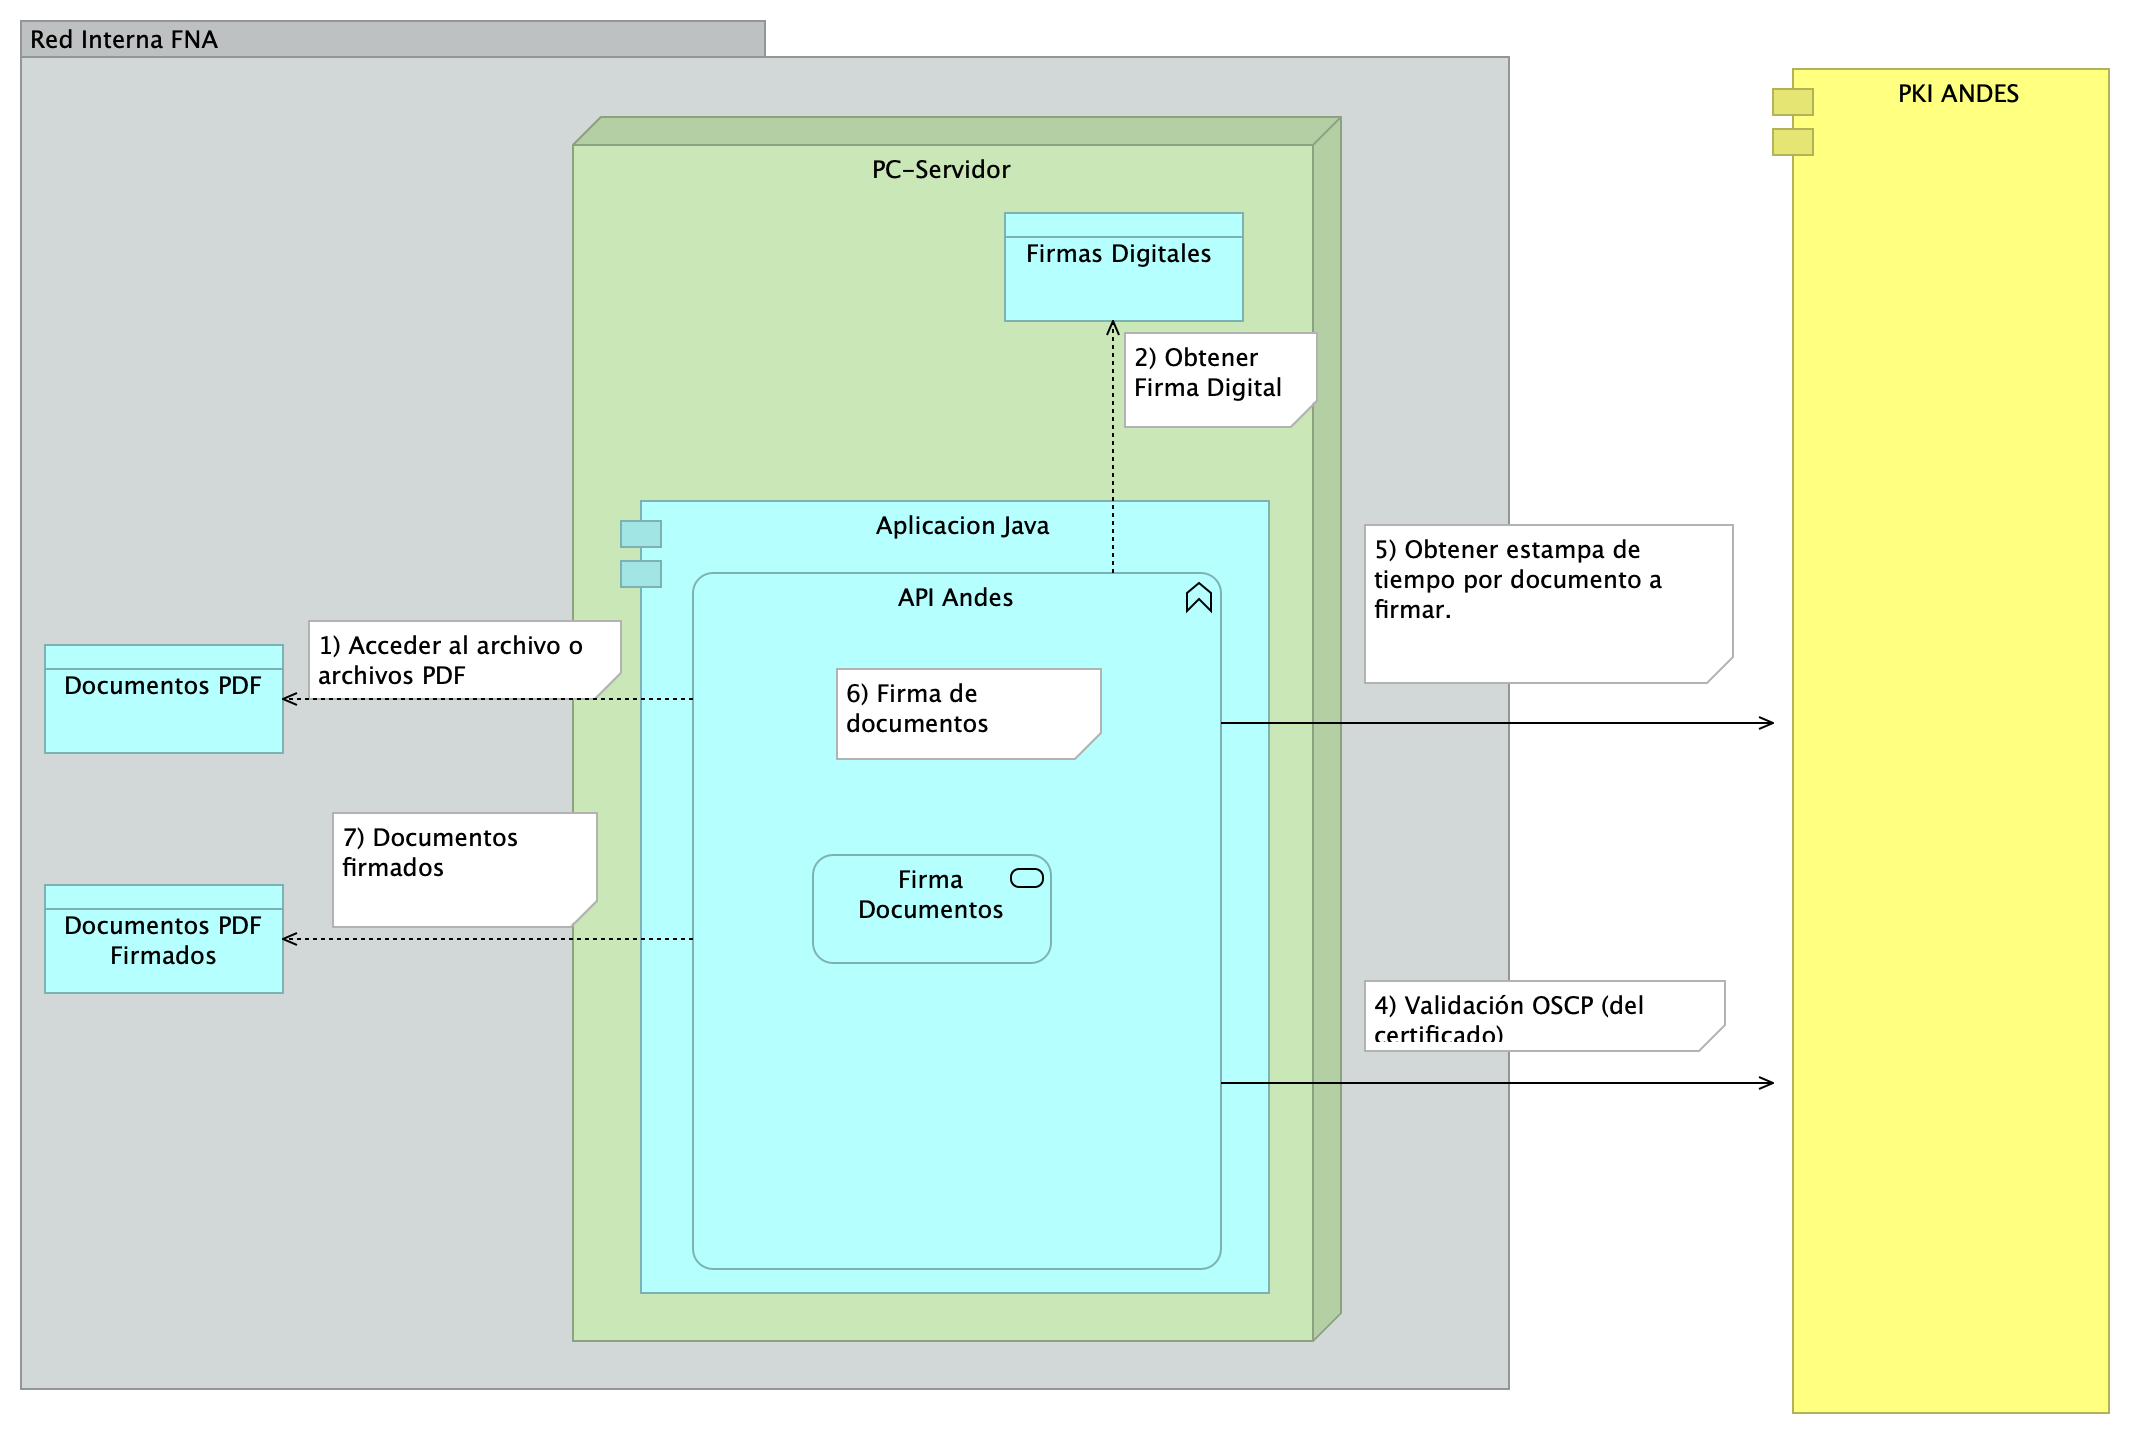 Red Interna FNA
PKI ANDES
PC-Servidor
Firmas Digitales
2) Obtener
Firma Digital
Aplicacion Java
API Andes
5) Obtener estampa de
tiempo por documento a
firmar.
1) Acceder al archivo o
archivos PDF
Documentos PDF
6) Firma de
documentos
7) Documentos
firmados
Firma
Documentos
Documentos PDF
Firmados
4) Validación OSCP (del
certificado)